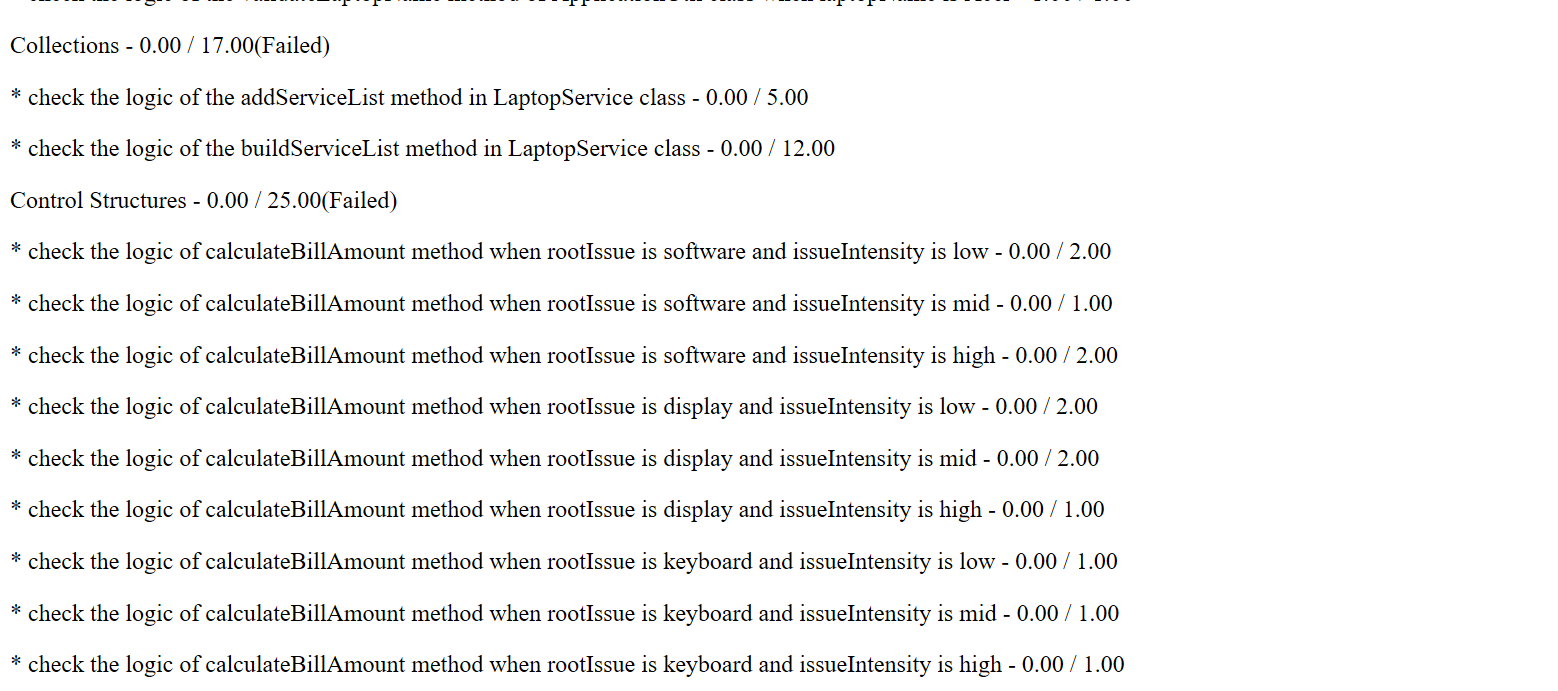 Collections - 0.00 / 17.00(Failed)
* check the logic of the addServiceList method in LaptopService class - 0.00 / 5.00
* check the logic of the buildServiceList method in LaptopService class - 0.00 / 12.00
Control Structures - 0.00 / 25.00(Failed)
* check the logic of calculateBillAmount method when rootIssue is software and issueIntensity is low - 0.00 / 2.00
* check the logic of calculateBillAmount method when rootIssue is software and issueIntensity is mid - 0.00 / 1.00
* check the logic of calculateBillAmount method when rootIssue is software and issueIntensity is high - 0.00 / 2.00
* check the logic of calculateBillAmount method when rootIssue is display and issueIntensity is low - 0.00 / 2.00
* check the logic of calculateBillAmount method when rootIssue is display and issueIntensity is mid - 0.00 / 2.00
* check the logic of calculateBillAmount method when rootIssue is display and issueIntensity is high - 0.00 / 1.00
* check the logic of calculateBillAmount method when rootIssue is keyboard and issueIntensity is low - 0.00 / 1.00
* check the logic of calculateBillAmount method when rootIssue is keyboard and issueIntensity is mid - 0.00 / 1.00
* check the logic of calculateBillAmount method when rootIssue is keyboard and issueIntensity is high - 0.00 / 1.00